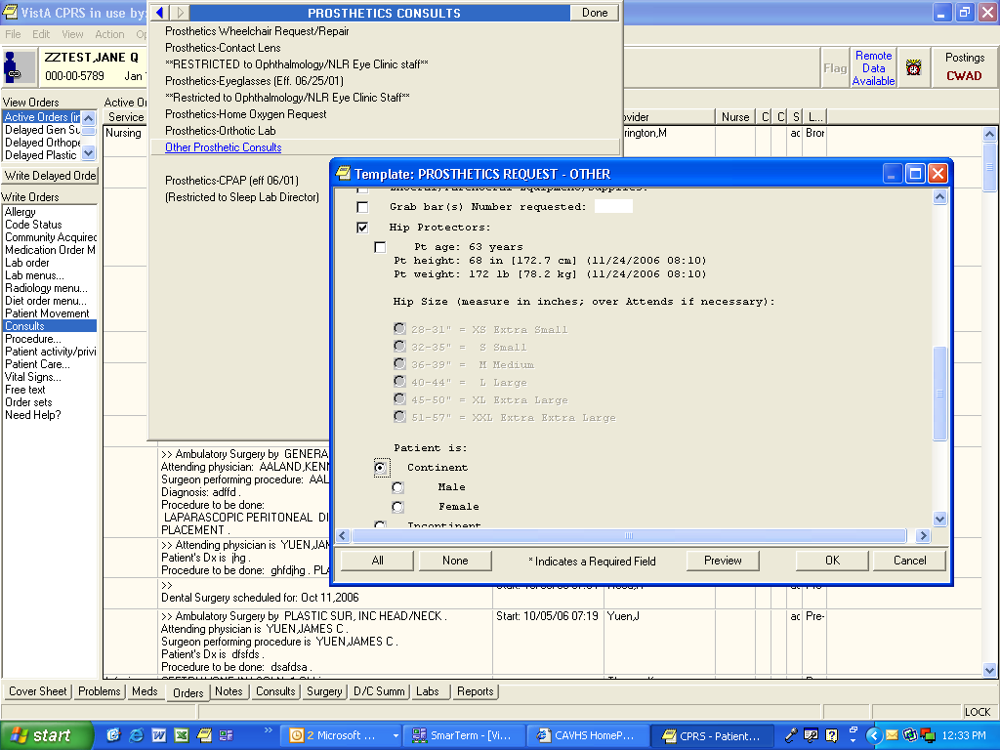 VistA CPRS in use by:
File Edit View Action Op
ZZTEST,JANE Q
000-00-5789 Jan
Flag
Remote
Data
Available
Postings
CWAD
PROSTHETICS CONSULTS
Done
Prosthetics Wheelchair Request/Repair
Prosthetics-Contact Lens
**RESTRICTED to Ophthalmology/NLR Eye Clinic staff**
Prosthetics-Eyeglasses (Eff. 06/25/01)
**Restricted to Ophthalmology/NLR Eye Clinic Staff**
Prosthetics-Home Oxygen Request
Prosthetics-Orthotic Lab
Other Prosthetic Consults
Prosthetics-CPAP (eff 06/01)
(Restricted to Sleep Lab Director)
View Orders
Active Orders (in
Delayed Gen Su
Delayed Orthope
Delayed Plastic
Write Delayed Orde
Write Orders
Allergy
Code Status
Community Acquired
Medication Order M
Lab order
Lab menus...
Radiology menu...
Diet order menu...
Patient Movement
Consults
Procedure...
Patient activity/privi
Patient Care...
Vital Signs...
Free text
Order sets
Need Help?
Active Or
Service
ovider Nurse C C S L...
Nursing
rington,M ac Bror
Template: PROSTHETICS REQUEST - OTHER
Enteral/Parenteral Equipment/Supplies:
Grab bar(s) Number requested:
Hip Protectors:
Pt age: 63 years
Pt height: 68 in [172.7 cm] (11/24/2006 08:10)
Pt weight: 172 lb [78.2 kg] (11/24/2006 08:10)
Hip Size (measure in inches; over Attends if necessary):
28-31" = XS Extra Small
32-35" = S Small
36-39" = M Medium
40-44" = L Large
45-50" = XL Extra Large
51-57" = XXL Extra Extra Large
Patient is:
Continent
Male
Female
Incontinent
All
None
* Indicates a Required Field
Preview
OK
Cancel
>> Ambulatory Surgery by GENERA
Attending physician: AALAND,KENN
Surgeon performing procedure: AAL
Diagnosis: adffd .
Procedure to be done:
LAPARASCOPIC PERITONEAL DI
PLACEMENT .
>> Attending physician is YUEN,JAM
Patient's Dx is jhg .
Procedure to be done: ghfdjhg . PLA
>>
Dental Surgery scheduled for: Oct 11,2006
>> Ambulatory Surgery by PLASTIC SUR, INC HEAD/NECK .
Attending physician is YUEN,JAMES C .
Surgeon performing procedure is YUEN,JAMES C .
Patient's Dx is dfsfds .
Procedure to be done: dsafdsa .
Start: 10/05/06 07:19 Yuen,J ac Pre-
Cover Sheet Problems Meds Orders Notes Consults Surgery D/C Summ Labs Reports
LOCK
start
2 Microsoft ...
SmarTerm - [Vi...
CAVHS HomeP...
CPRS - Patient...
12:33 PM